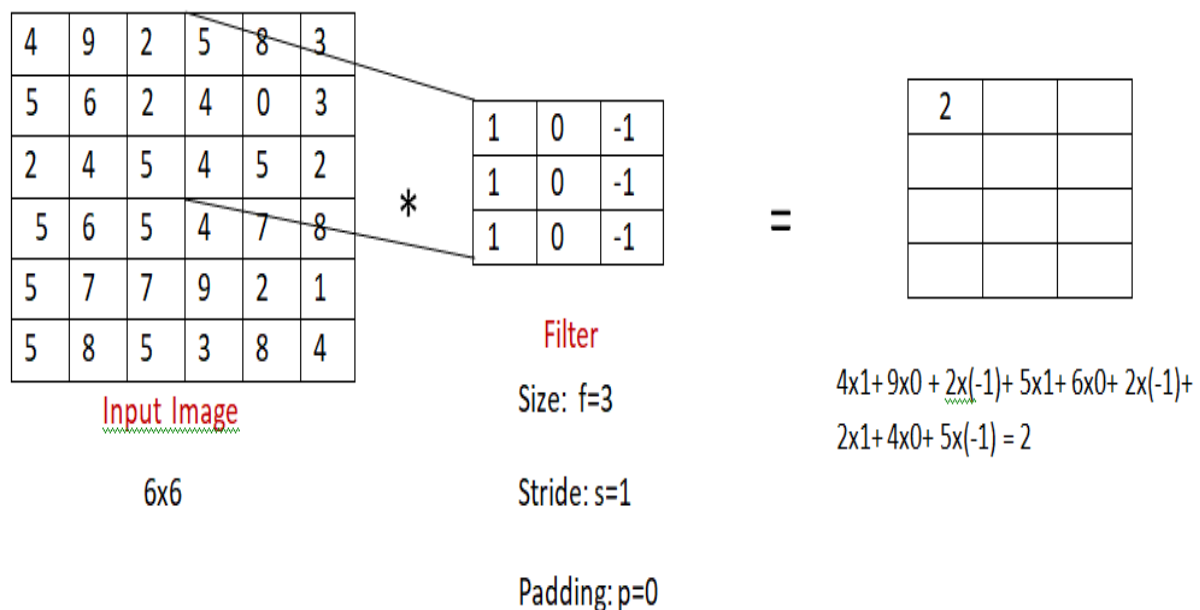 4 9 2 5 8 3
5 6 2 4 0 3
2 4 5 4 5 2
5 6 5 4 7 8
5 7 7 9 2 1
5 8 5 3 8 4
Input Image
6x6
*
1 0 -1
1 0 -1
1 0 -1
Filter
Size: f=3
Stride: s=1
Padding: p=0
=
2
4x1+ 9x0 + 2x(-1)+ 5x1+ 6x0+ 2x(-1)+
2x1+ 4x0+ 5x(-1) = 2